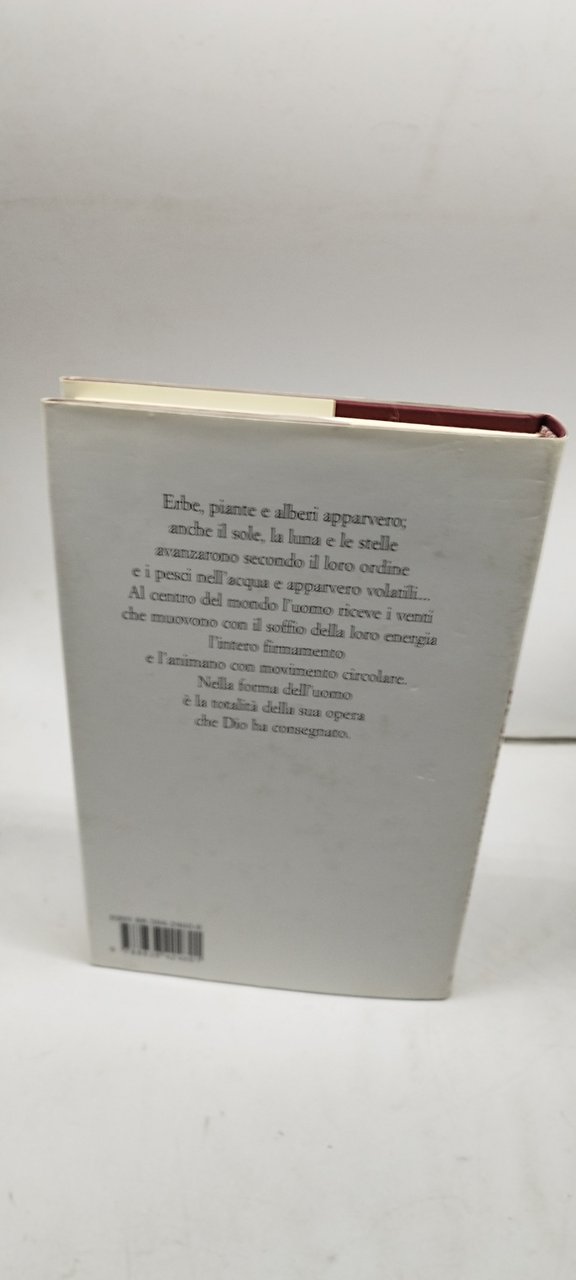 Erbe, piante e alberi apparvero;
anche il sole, la luna e le stelle
avanzarono secondo il loro ordine
e i pesci nell'acqua e apparvero volatili...
Al centro del mondo l'uomo riceve i venti
che muovono con il soffio della loro energia
l'intero firmamento
e l'animano con movimento circolare.
Nella forma dell'uomo
è la totalità della sua opera
che Dio ha consegnato.
ISBN